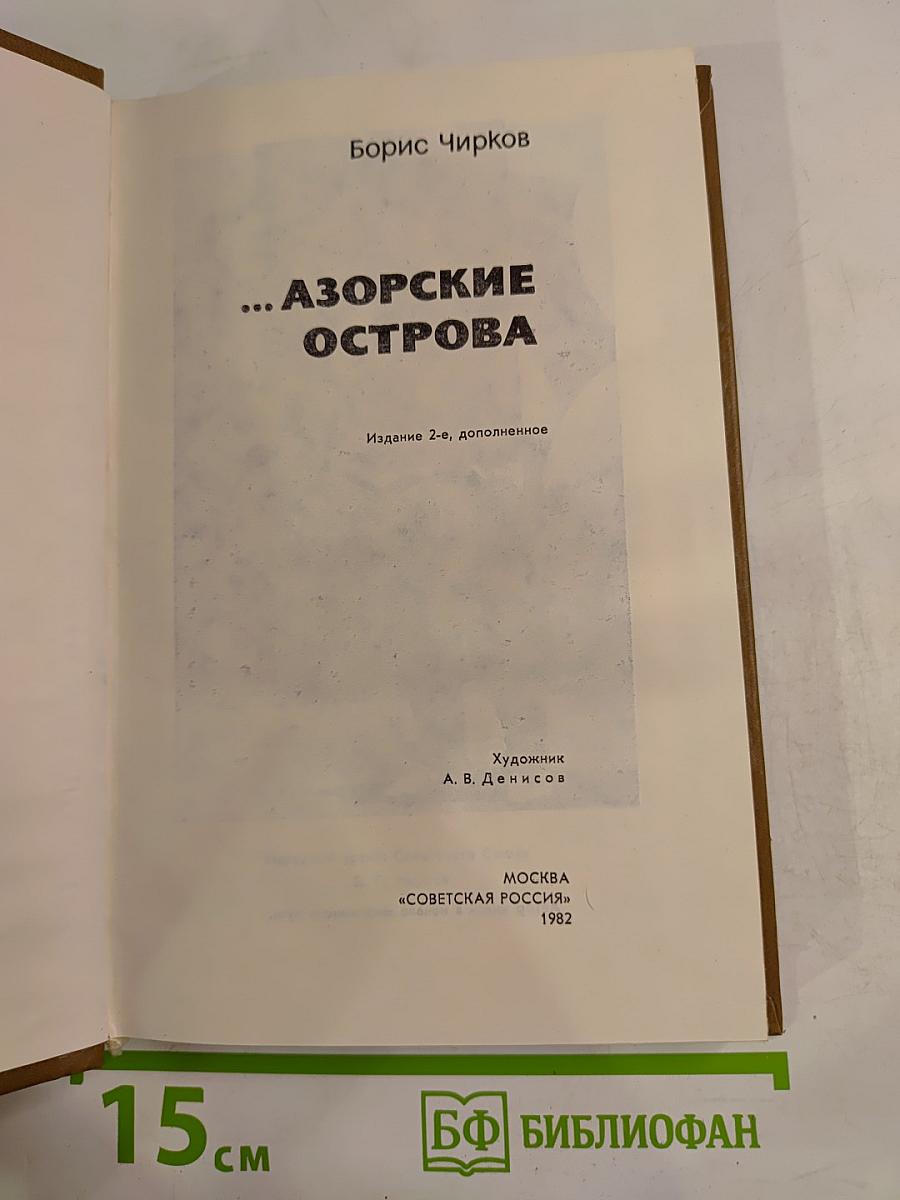 Борис Чирков
...АЗОРСКИЕ
ОСТРОВА
Издание 2-е, дополненное
Художник
А. В. Денисов
МОСКВА
«СОВЕТСКАЯ РОССИЯ»
1982
15 см
БФ БИБЛИОФАН